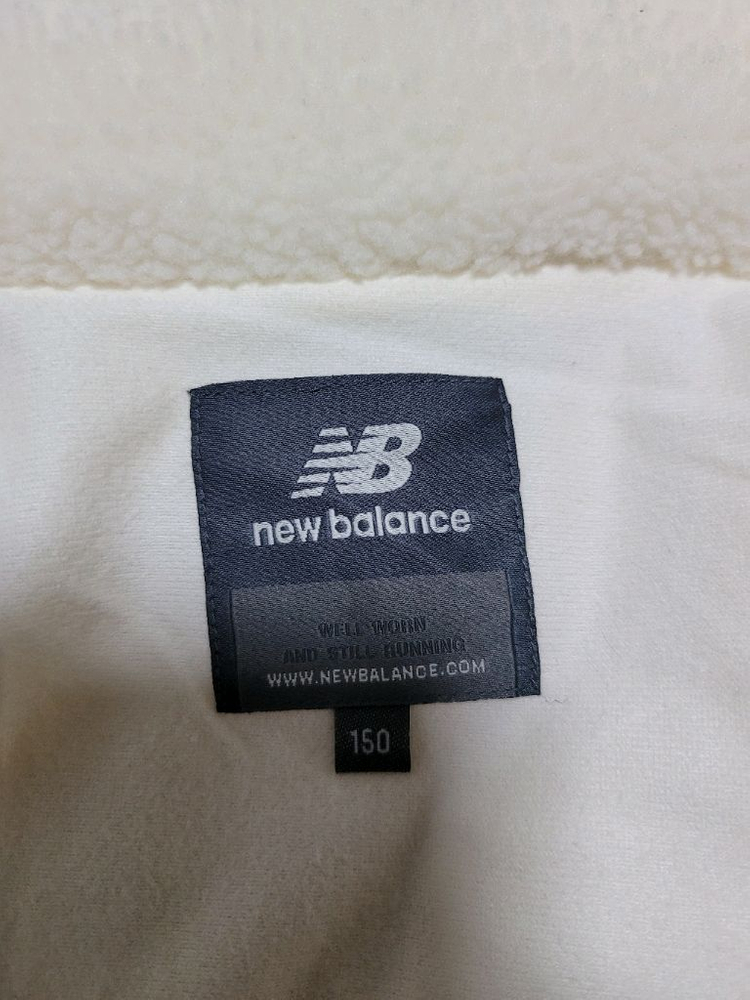 NB
new balance
WELL WORN
AND STILL RUNNING
WWW.NEWBALANCE.COM
150